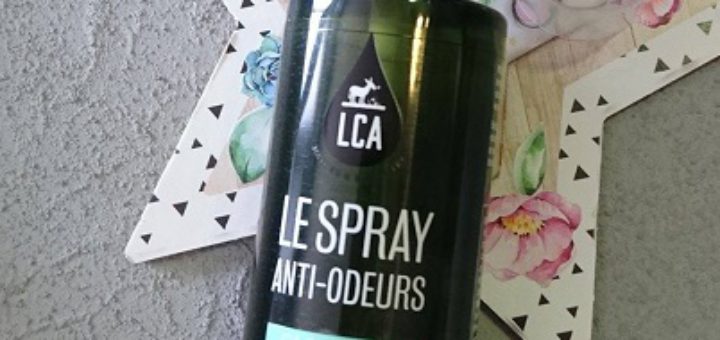 LCA
LE SPRAY
ANTI-ODEURS